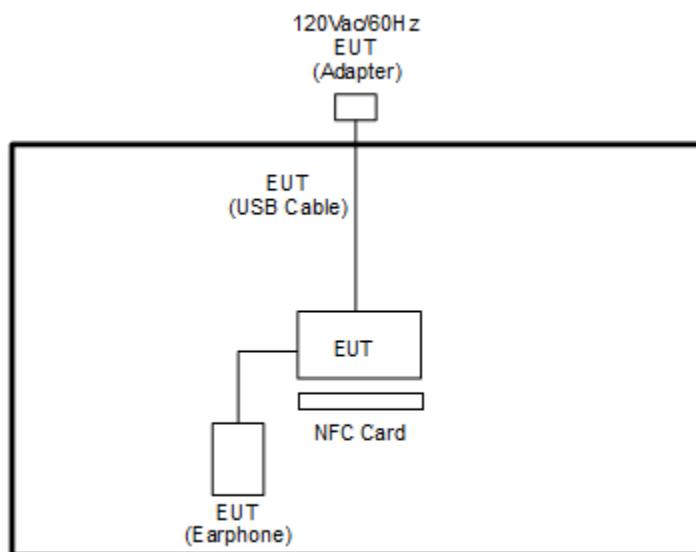 120Vac/60Hz
EUT
(Adapter)
EUT
(USB Cable)
EUT
NFC Card
EUT
(Earphone)